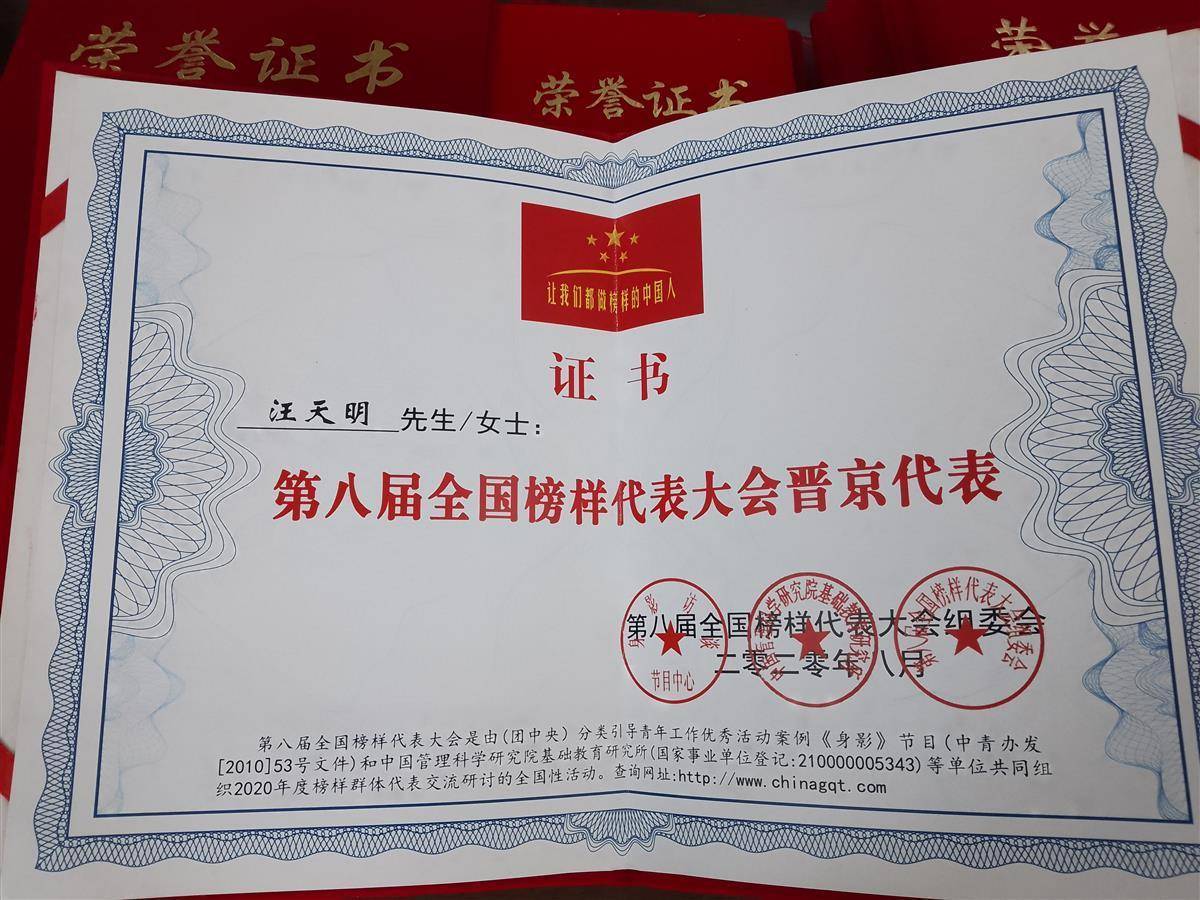 荣誉证书
荣誉证书
荣誉
让我们都做榜样的中国人
证书
汪天明 先生/女士：
第八届全国榜样代表大会晋京代表
第八届全国榜样代表大会组委会
二零二零年八月
身影访谈
节目中心
第八届全国榜样代表大会是由(团中央)分类引导青年工作优秀活动案例《身影》节目(中青办发
[2010]53号文件)和中国管理科学研究院基础教育研究所(国家事业单位登记:210000005343)等单位共同组
织2020年度榜样群体代表交流研讨的全国性活动。查询网址:http://www.chinagqt.com